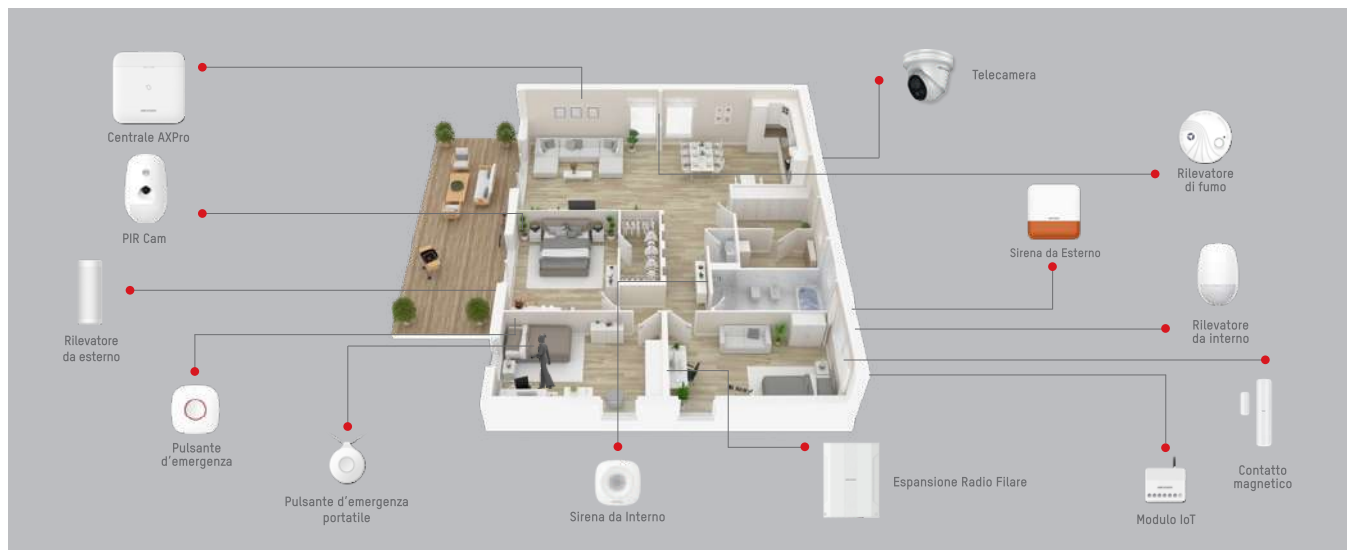 Centrale AXPro
Telecamera
Rilevatore
di fumo
PIR Cam
Sirena da Esterno
Rilevatore
da esterno
Rilevatore
da interno
Pulsante
d'emergenza
Pulsante d'emergenza
portatile
Sirena da Interno
Espansione Radio Filare
Modulo IoT
Contatto
magnetico